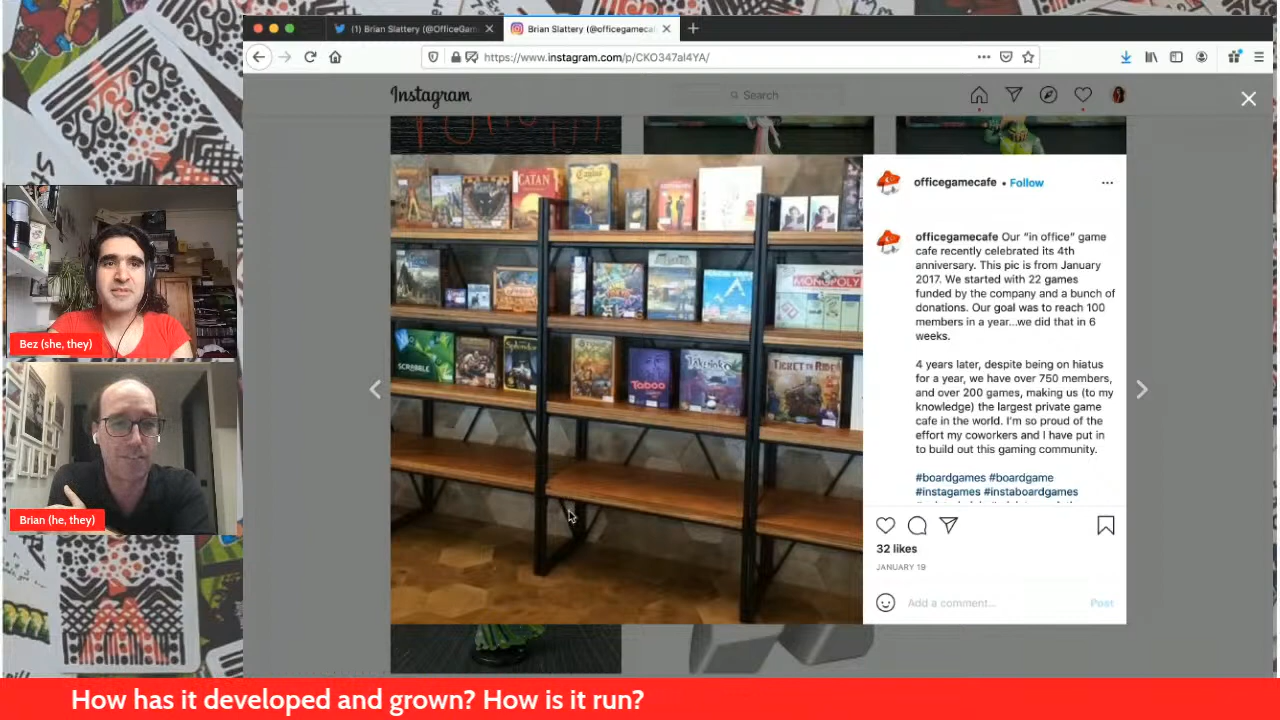 (1) Brian Slattery (@OfficeGam
Brian Slattery (@officegameca
https://www.instagram.com/p/CKO347al4YA/
Instagram
Search
officegamecafe • Follow
officegamecafe Our “in office” game
cafe recently celebrated its 4th
anniversary. This pic is from January
2017. We started with 22 games
funded by the company and a bunch of
donations. Our goal was to reach 100
members in a year...we did that in 6
weeks.
4 years later, despite being on hiatus
for a year, we have over 750 members,
and over 200 games, making us (to my
knowledge) the largest private game
cafe in the world. I'm so proud of the
effort my coworkers and I have put in
to build out this gaming community.
#boardgames #boardgame
#instagames #instaboardgames
32 likes
JANUARY 19
Add a comment...
Post
CATAN
Caylus
MONOPOLY
SCRABBLE
Splendor
Taboo
Takenoko
TICKET TO RIDE
Bez (she, they)
Brian (he, they)
How has it developed and grown? How is it run?